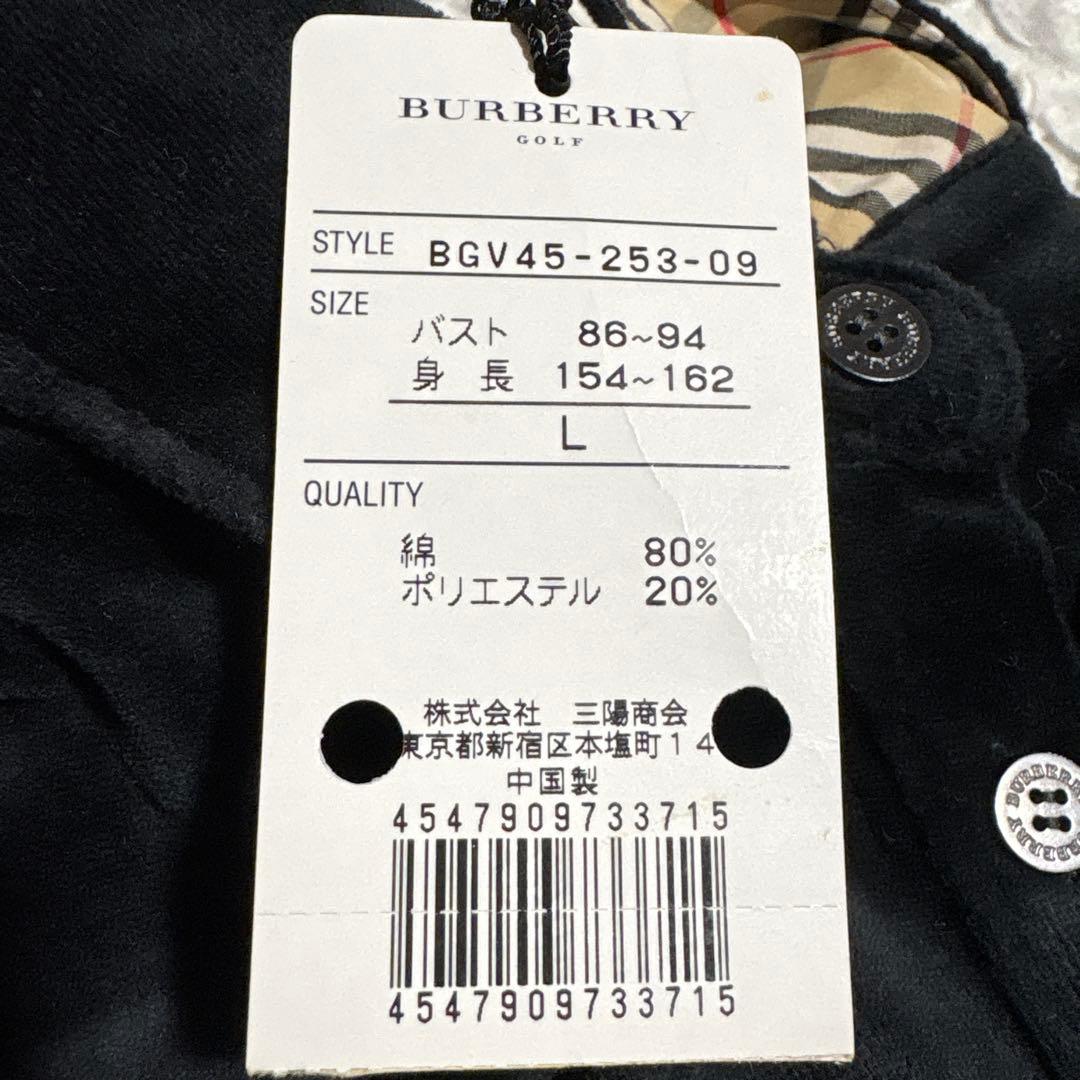 BURBERRY
GOLF
STYLE BGV45-253-09
SIZE
バスト 86~94
身長 154~162
L
QUALITY
綿 80%
ポリエステル 20%
株式会社 三陽商会
東京都新宿区本塩町14
中国製
4547909733715
4547909733715
BURBERRY
BURBERRY